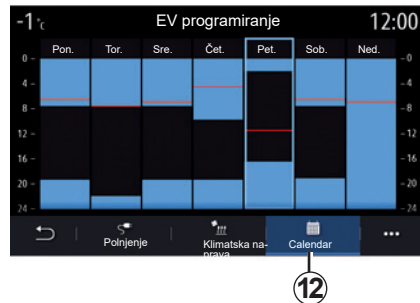 -1°c EV programiranje 12:00
Pon. Tor. Sre. Čet. Pet. Sob. Ned.
0 - - 0
4 - - 4
8 - - 8
12 - - 12
16 - - 16
20 - - 20
24 - - 24
Polnjenje Klimatska na- Calendar
prava
12